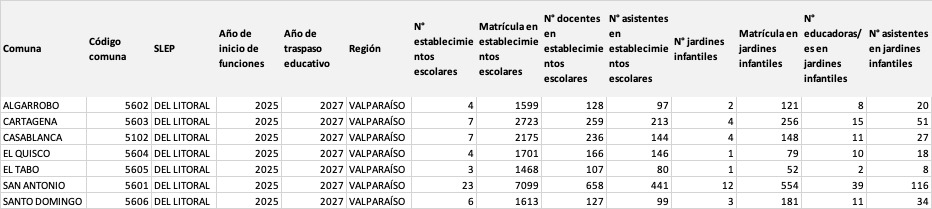 Comuna | Código comuna | SLEP | Año de inicio de funciones | Año de traspaso educativo | Región | N° establecimientos escolares | Matrícula en establecimientos escolares | N° docentes en establecimientos escolares | N° asistentes en establecimientos escolares | N° jardines infantiles | Matrícula en jardines infantiles | N° educadoras/es en jardines infantiles | N° asistentes en jardines infantiles
ALGARROBO | 5602 | DEL LITORAL | 2025 | 2027 | VALPARAÍSO | 4 | 1599 | 128 | 97 | 2 | 121 | 8 | 20
CARTAGENA | 5603 | DEL LITORAL | 2025 | 2027 | VALPARAÍSO | 7 | 2723 | 259 | 213 | 4 | 256 | 15 | 51
CASABLANCA | 5102 | DEL LITORAL | 2025 | 2027 | VALPARAÍSO | 7 | 2175 | 236 | 144 | 4 | 148 | 11 | 27
EL QUISCO | 5604 | DEL LITORAL | 2025 | 2027 | VALPARAÍSO | 4 | 1701 | 166 | 146 | 1 | 79 | 10 | 18
EL TABO | 5605 | DEL LITORAL | 2025 | 2027 | VALPARAÍSO | 3 | 1468 | 107 | 80 | 1 | 52 | 2 | 8
SAN ANTONIO | 5601 | DEL LITORAL | 2025 | 2027 | VALPARAÍSO | 23 | 7099 | 658 | 441 | 12 | 554 | 39 | 116
SANTO DOMINGO | 5606 | DEL LITORAL | 2025 | 2027 | VALPARAÍSO | 6 | 1613 | 127 | 99 | 3 | 181 | 11 | 34